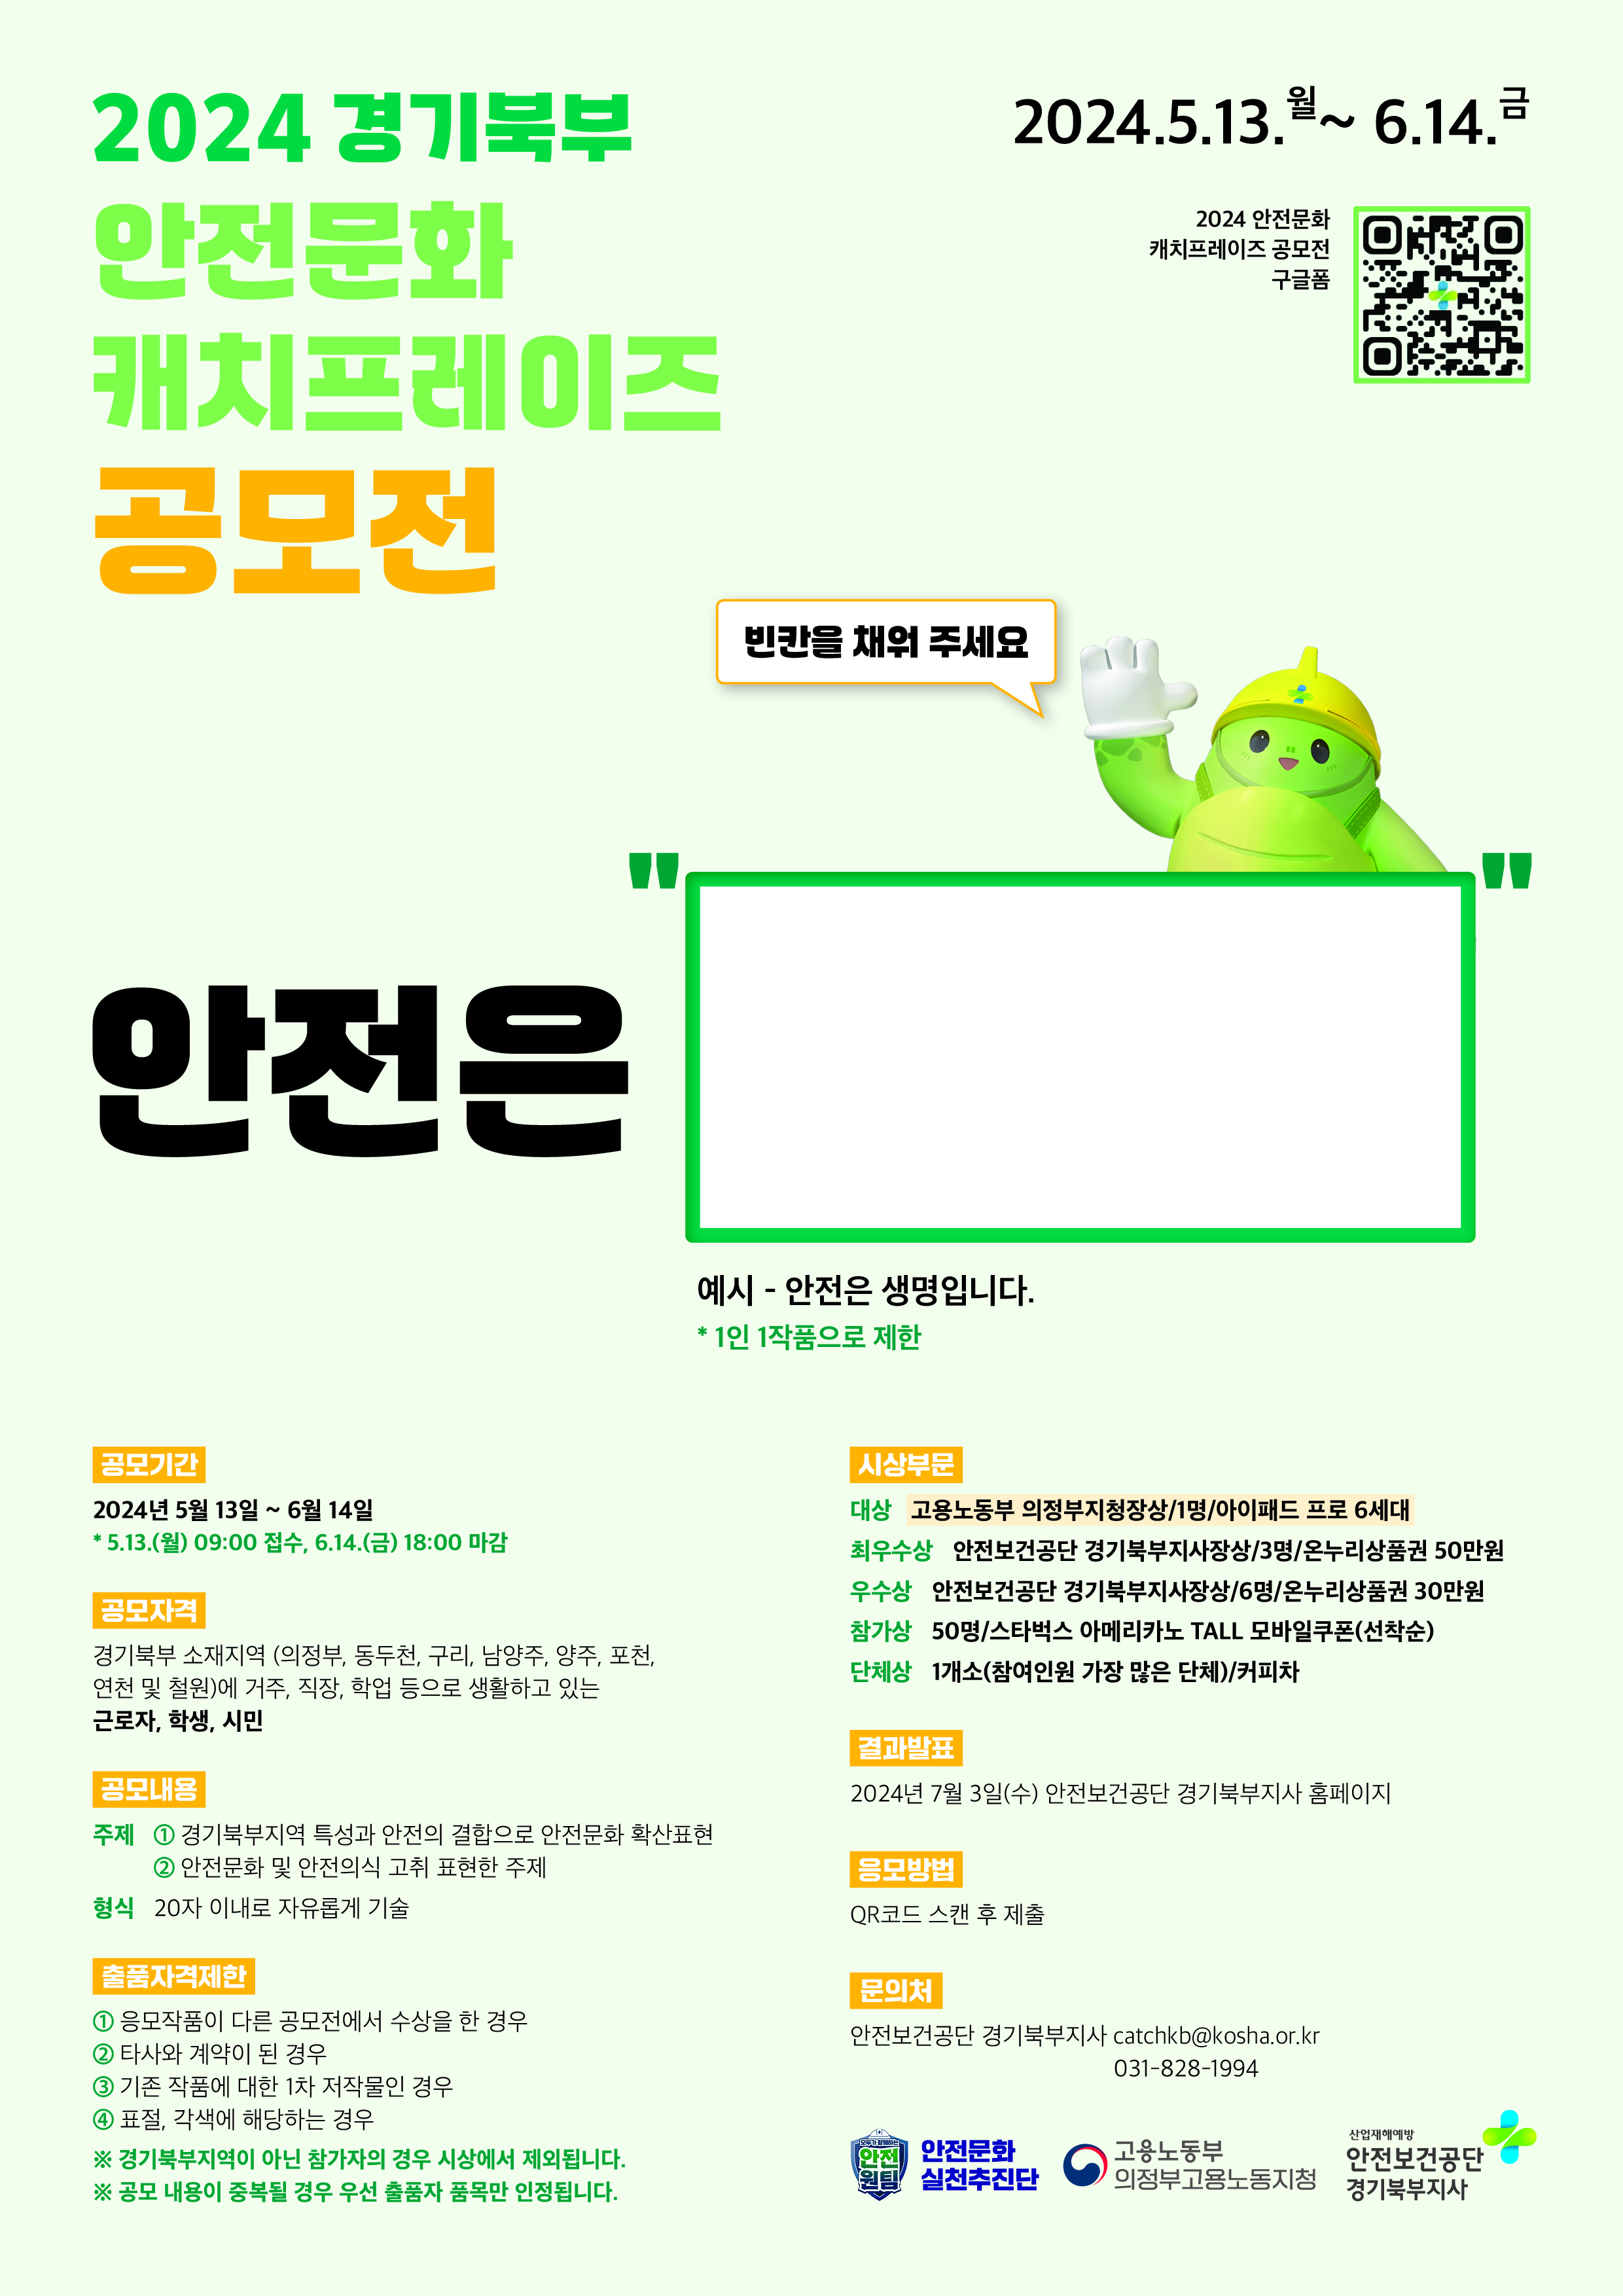 2024 경기북부
안전문화
캐치프레이즈
공모전
2024.5.13.월~ 6.14.금
2024 안전문화
캐치프레이즈 공모전
구글폼
빈칸을 채워 주세요
안전은 " "
예시 - 안전은 생명입니다.
* 1인 1작품으로 제한
공모기간
2024년 5월 13일 ~ 6월 14일
* 5.13.(월) 09:00 접수, 6.14.(금) 18:00 마감
공모자격
경기북부 소재지역 (의정부, 동두천, 구리, 남양주, 양주, 포천,
연천 및 철원)에 거주, 직장, 학업 등으로 생활하고 있는
근로자, 학생, 시민
공모내용
주제 ① 경기북부지역 특성과 안전의 결합으로 안전문화 확산표현
② 안전문화 및 안전의식 고취 표현한 주제
형식 20자 이내로 자유롭게 기술
출품자격제한
① 응모작품이 다른 공모전에서 수상을 한 경우
② 타사와 계약이 된 경우
③ 기존 작품에 대한 1차 저작물인 경우
④ 표절, 각색에 해당하는 경우
※ 경기북부지역이 아닌 참가자의 경우 시상에서 제외됩니다.
※ 공모 내용이 중복될 경우 우선 출품자 품목만 인정됩니다.
시상부문
대상 고용노동부 의정부지청장상/1명/아이패드 프로 6세대
최우수상 안전보건공단 경기북부지사장상/3명/온누리상품권 50만원
우수상 안전보건공단 경기북부지사장상/6명/온누리상품권 30만원
참가상 50명/스타벅스 아메리카노 TALL 모바일쿠폰(선착순)
단체상 1개소(참여인원 가장 많은 단체)/커피차
결과발표
2024년 7월 3일(수) 안전보건공단 경기북부지사 홈페이지
응모방법
QR코드 스캔 후 제출
문의처
안전보건공단 경기북부지사 catchkb@kosha.or.kr
031-828-1994
모두가 함께하는
안전
원팀
안전문화
실천추진단
고용노동부
의정부고용노동지청
산업재해예방
안전보건공단
경기북부지사